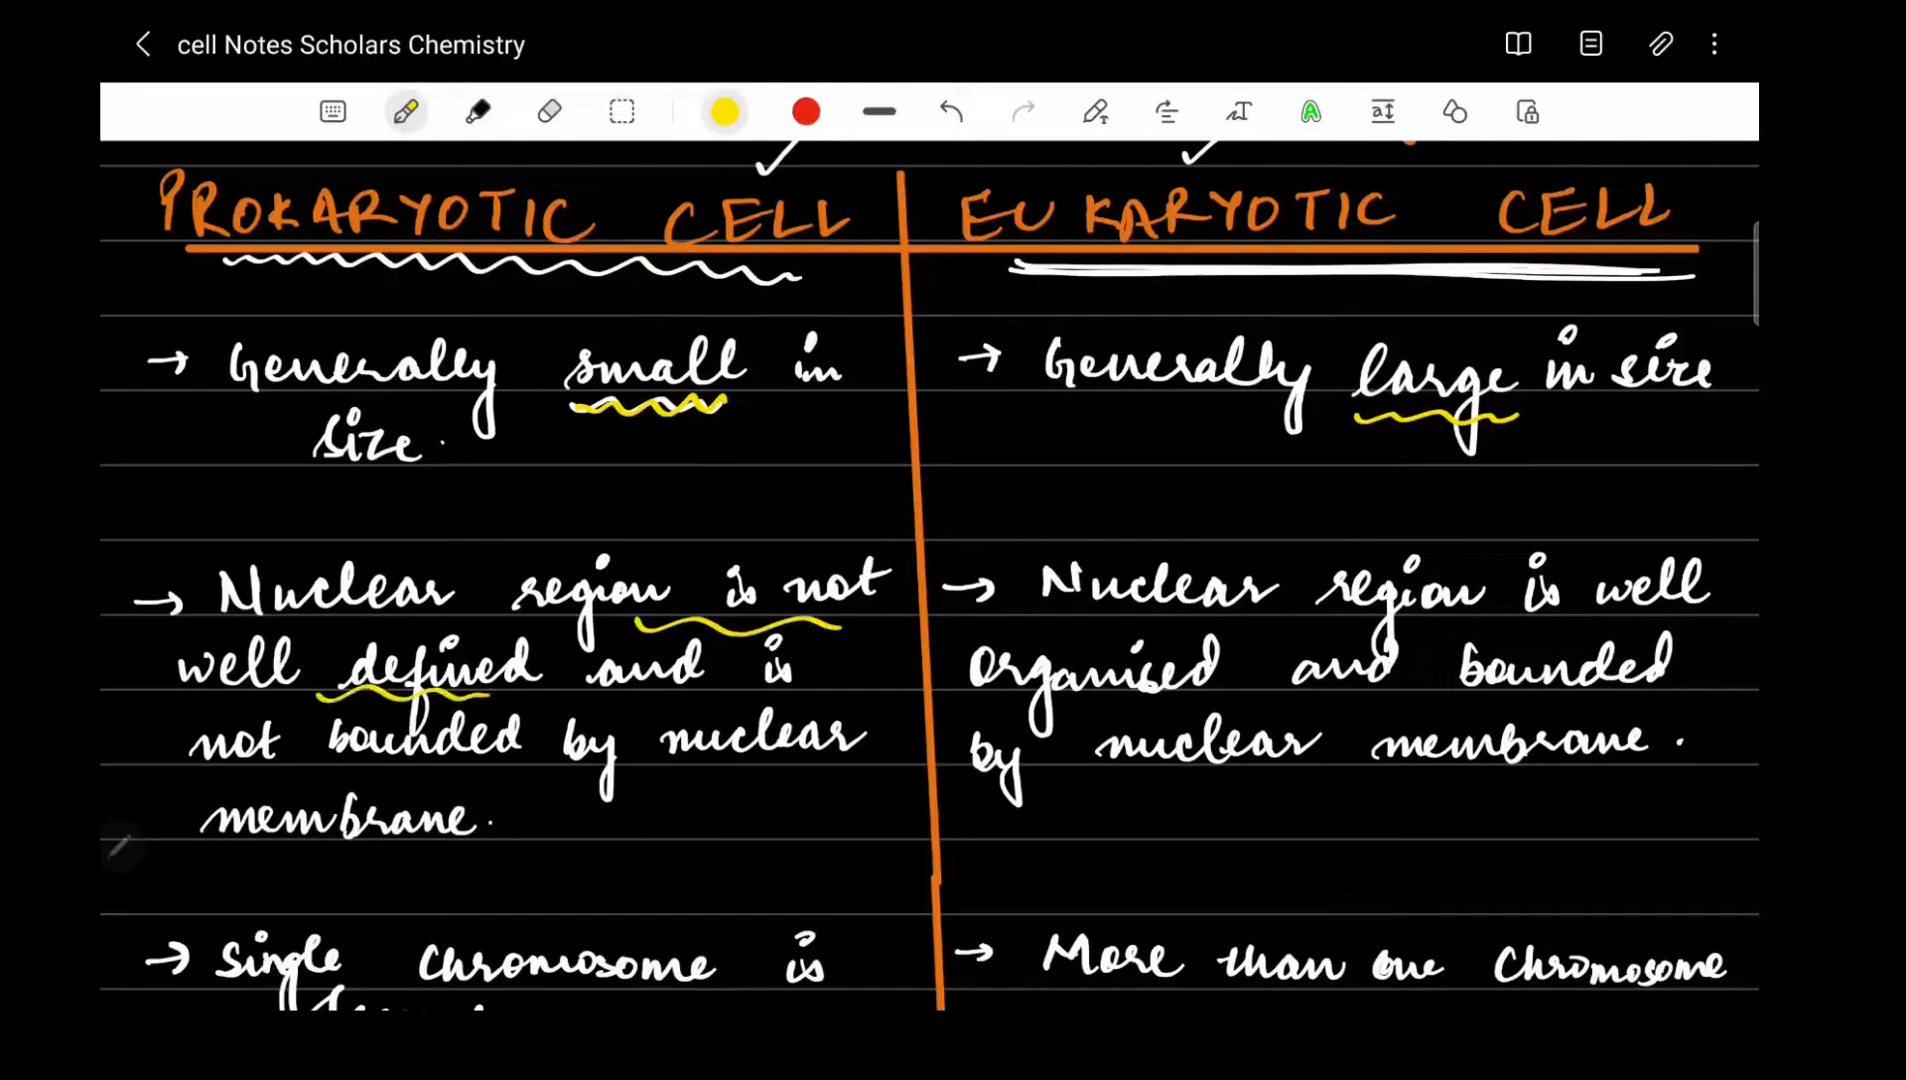 cell Notes Scholars Chemistry
PROKARYOTIC CELL
EUKARYOTIC CELL
→ Generally small in
size.
→ Generally large in size
→ Nuclear region is not
well defined and is
not bounded by nuclear
membrane.
→ Nuclear region is well
organised and bounded
by nuclear membrane.
→ Single chromosome is
→ More than one chromosome